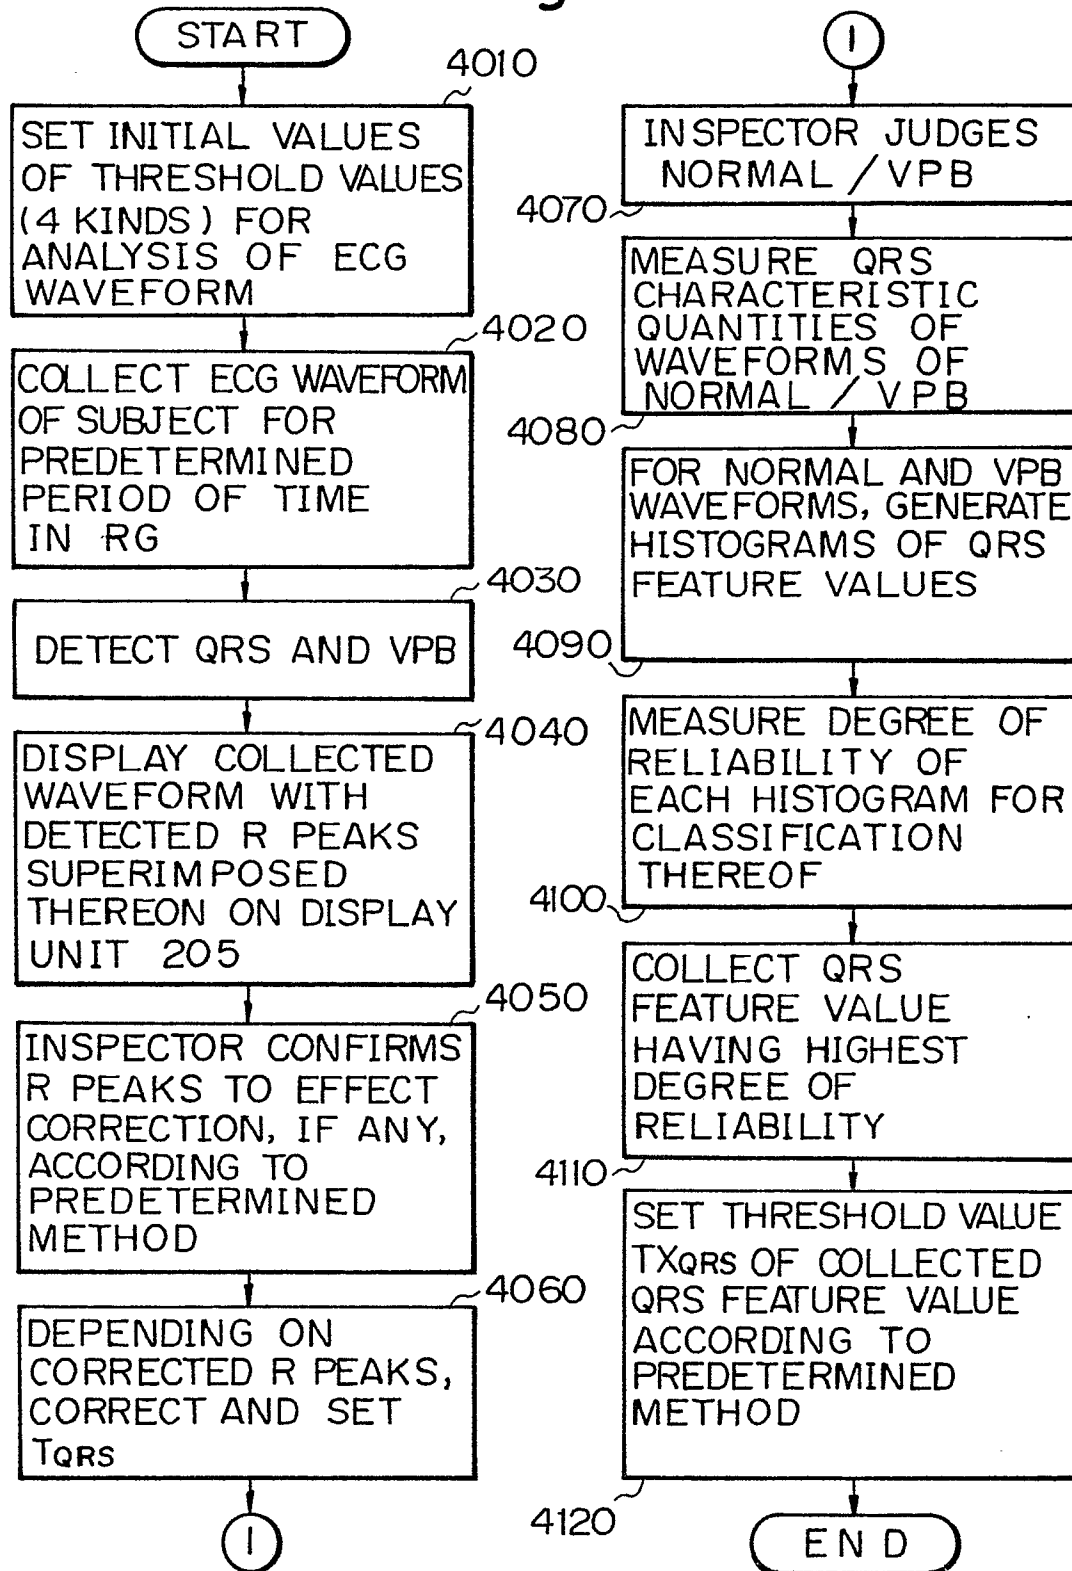 START
4010
SET INITIAL VALUES
OF THRESHOLD VALUES
(4 KINDS) FOR
ANALYSIS OF ECG
WAVEFORM
4020
COLLECT ECG WAVEFORM
OF SUBJECT FOR
PREDETERMINED
PERIOD OF TIME
IN RG
4030
DETECT QRS AND VPB
4040
DISPLAY COLLECTED
WAVEFORM WITH
DETECTED R PEAKS
SUPERIMPOSED
THEREON ON DISPLAY
UNIT 205
4050
INSPECTOR CONFIRMS
R PEAKS TO EFFECT
CORRECTION, IF ANY,
ACCORDING TO
PREDETERMINED
METHOD
4060
DEPENDING ON
CORRECTED R PEAKS,
CORRECT AND SET
TQRS
1
1
INSPECTOR JUDGES
NORMAL / VPB
4070
MEASURE QRS
CHARACTERISTIC
QUANTITIES OF
WAVEFORMS OF
NORMAL / VPB
4080
FOR NORMAL AND VPB
WAVEFORMS, GENERATE
HISTOGRAMS OF QRS
FEATURE VALUES
4090
MEASURE DEGREE OF
RELIABILITY OF
EACH HISTOGRAM FOR
CLASSIFICATION
THEREOF
4100
COLLECT QRS
FEATURE VALUE
HAVING HIGHEST
DEGREE OF
RELIABILITY
4110
SET THRESHOLD VALUE
TXQRS OF COLLECTED
QRS FEATURE VALUE
ACCORDING TO
PREDETERMINED
METHOD
4120
END